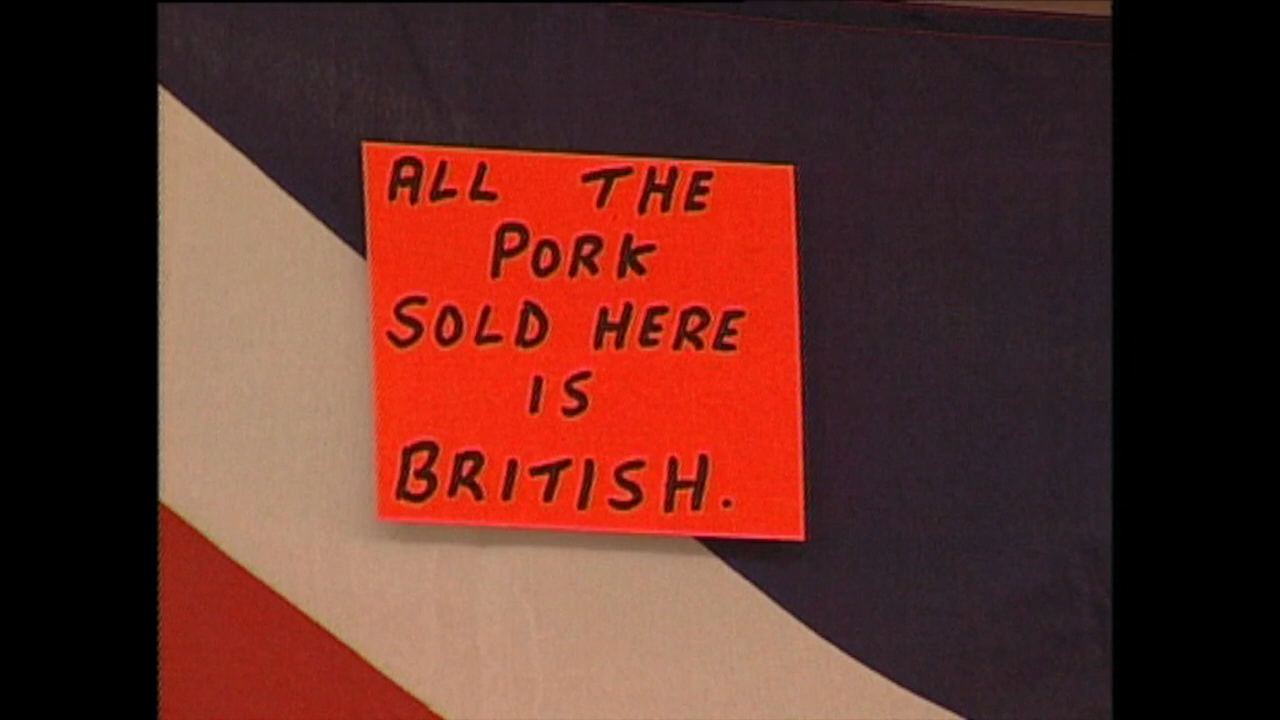 ALL THE
PORK
SOLD HERE
IS
BRITISH.